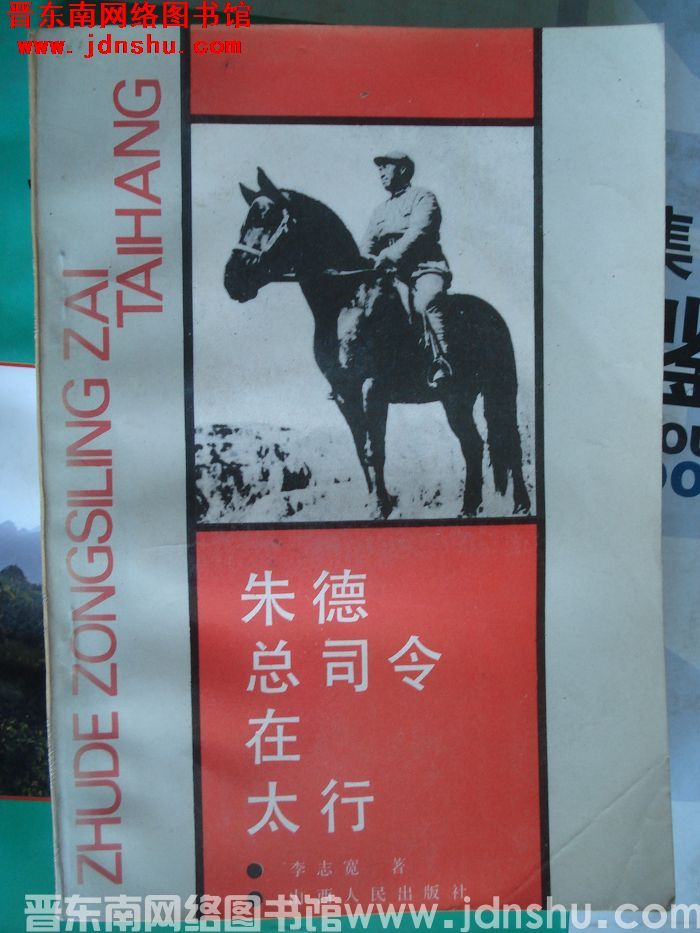 晋东南网络图书馆
www.jdnshu.com
ZHUDE ZONGSILING ZAI
TAIHANG
朱德
总司令
在
太行
李志宽 著
山西人民出版社
晋东南网络图书馆www.jdnshu.com